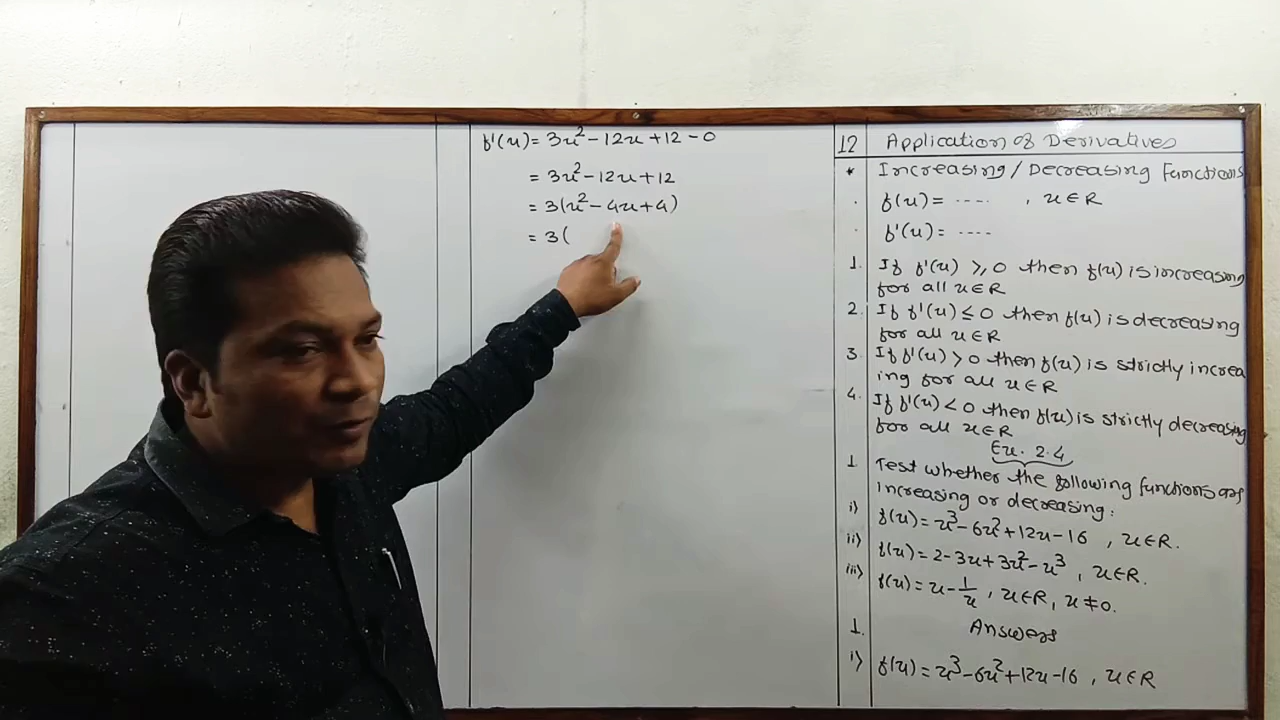 f'(x) = 3x² - 12x + 12 - 0
= 3x² - 12x + 12
= 3(x² - 4x + 4)
= 3(
12 Application of Derivatives
* Increasing/Decreasing Functions
. f(x) = ---- , x∈R
. f'(x) = ----
1. If f'(x) ≥ 0 then f(x) is increasing
for all x∈R
2. If f'(x) ≤ 0 then f(x) is decreasing
for all x∈R
3 If f'(x) > 0 then f(x) is strictly increa
ing for all x∈R
4. If f'(x) < 0 then f(x) is strictly decreasing
for all x∈R
Ex. 2.4
1. Test whether the following functions are
increasing or decreasing:
i) f(x) = x³ - 6x² + 12x - 16 , x∈R.
ii) f(x) = 2 - 3x + 3x² - x³ , x∈R.
iii) f(x) = x - 1/x , x∈R, x ≠ 0.
1. Answers
i) f(x) = x³ - 6x² + 12x - 16 , x∈R